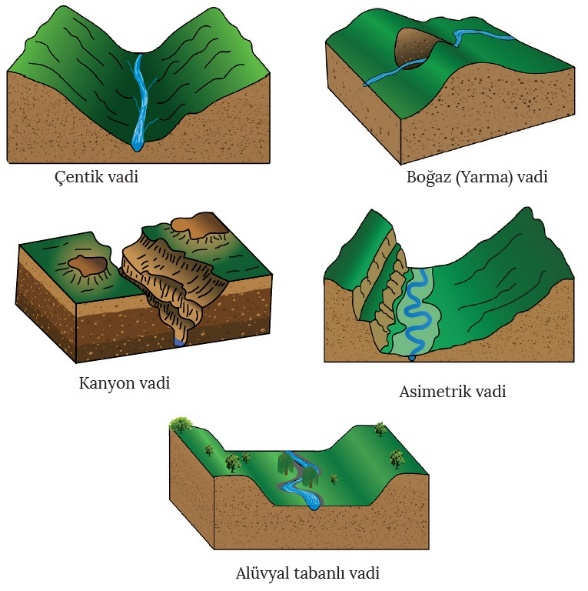 Çentik vadi
Boğaz (Yarma) vadi
Kanyon vadi
Asimetrik vadi
Alüvyal tabanlı vadi